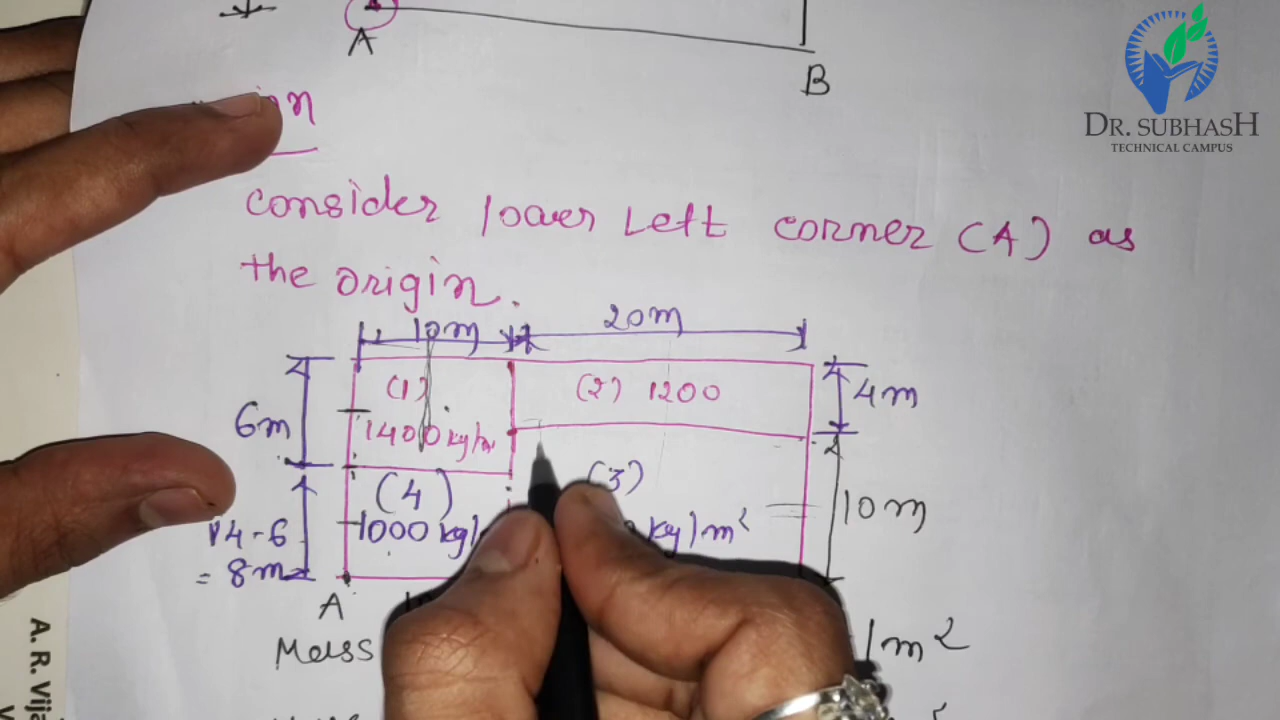 A
B
DR. SUBHASH
TECHNICAL CAMPUS
consider lower Left corner (A) as
the origin.
10m
20m
(1)
(2) 1200
4m
6m
1400 kg/m
(4)
(3)
10m
14-6
1000 kg/
kg/m²
= 8m
A
Mass
/m²
A. R. Vija